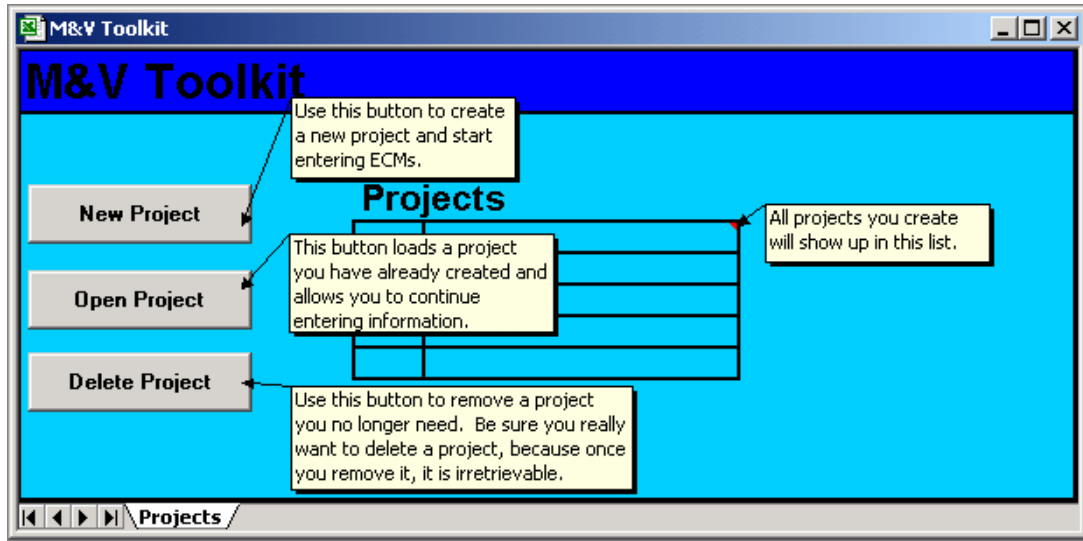 M&V Toolkit
M&V Toolkit
Use this button to create
a new project and start
entering ECMs.
New Project
Projects
All projects you create
will show up in this list.
This button loads a project
you have already created and
allows you to continue
entering information.
Open Project
Delete Project
Use this button to remove a project
you no longer need.  Be sure you really
want to delete a project, because once
you remove it, it is irretrievable.
Projects